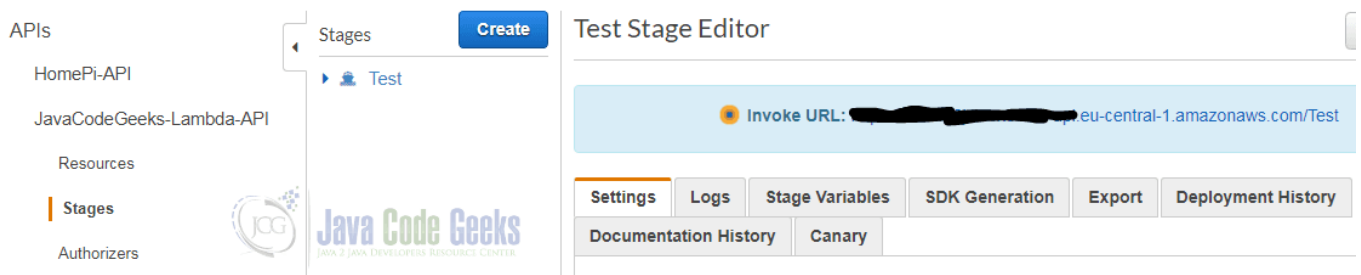 APIs
HomePi-API
JavaCodeGeeks-Lambda-API
Resources
Stages
Authorizers
Stages
Create
Test
JCG
Java Code Geeks
JAVA 2 JAVA DEVELOPERS RESOURCE CENTER
Test Stage Editor
Invoke URL: .eu-central-1.amazonaws.com/Test
Settings Logs Stage Variables SDK Generation Export Deployment History
Documentation History Canary